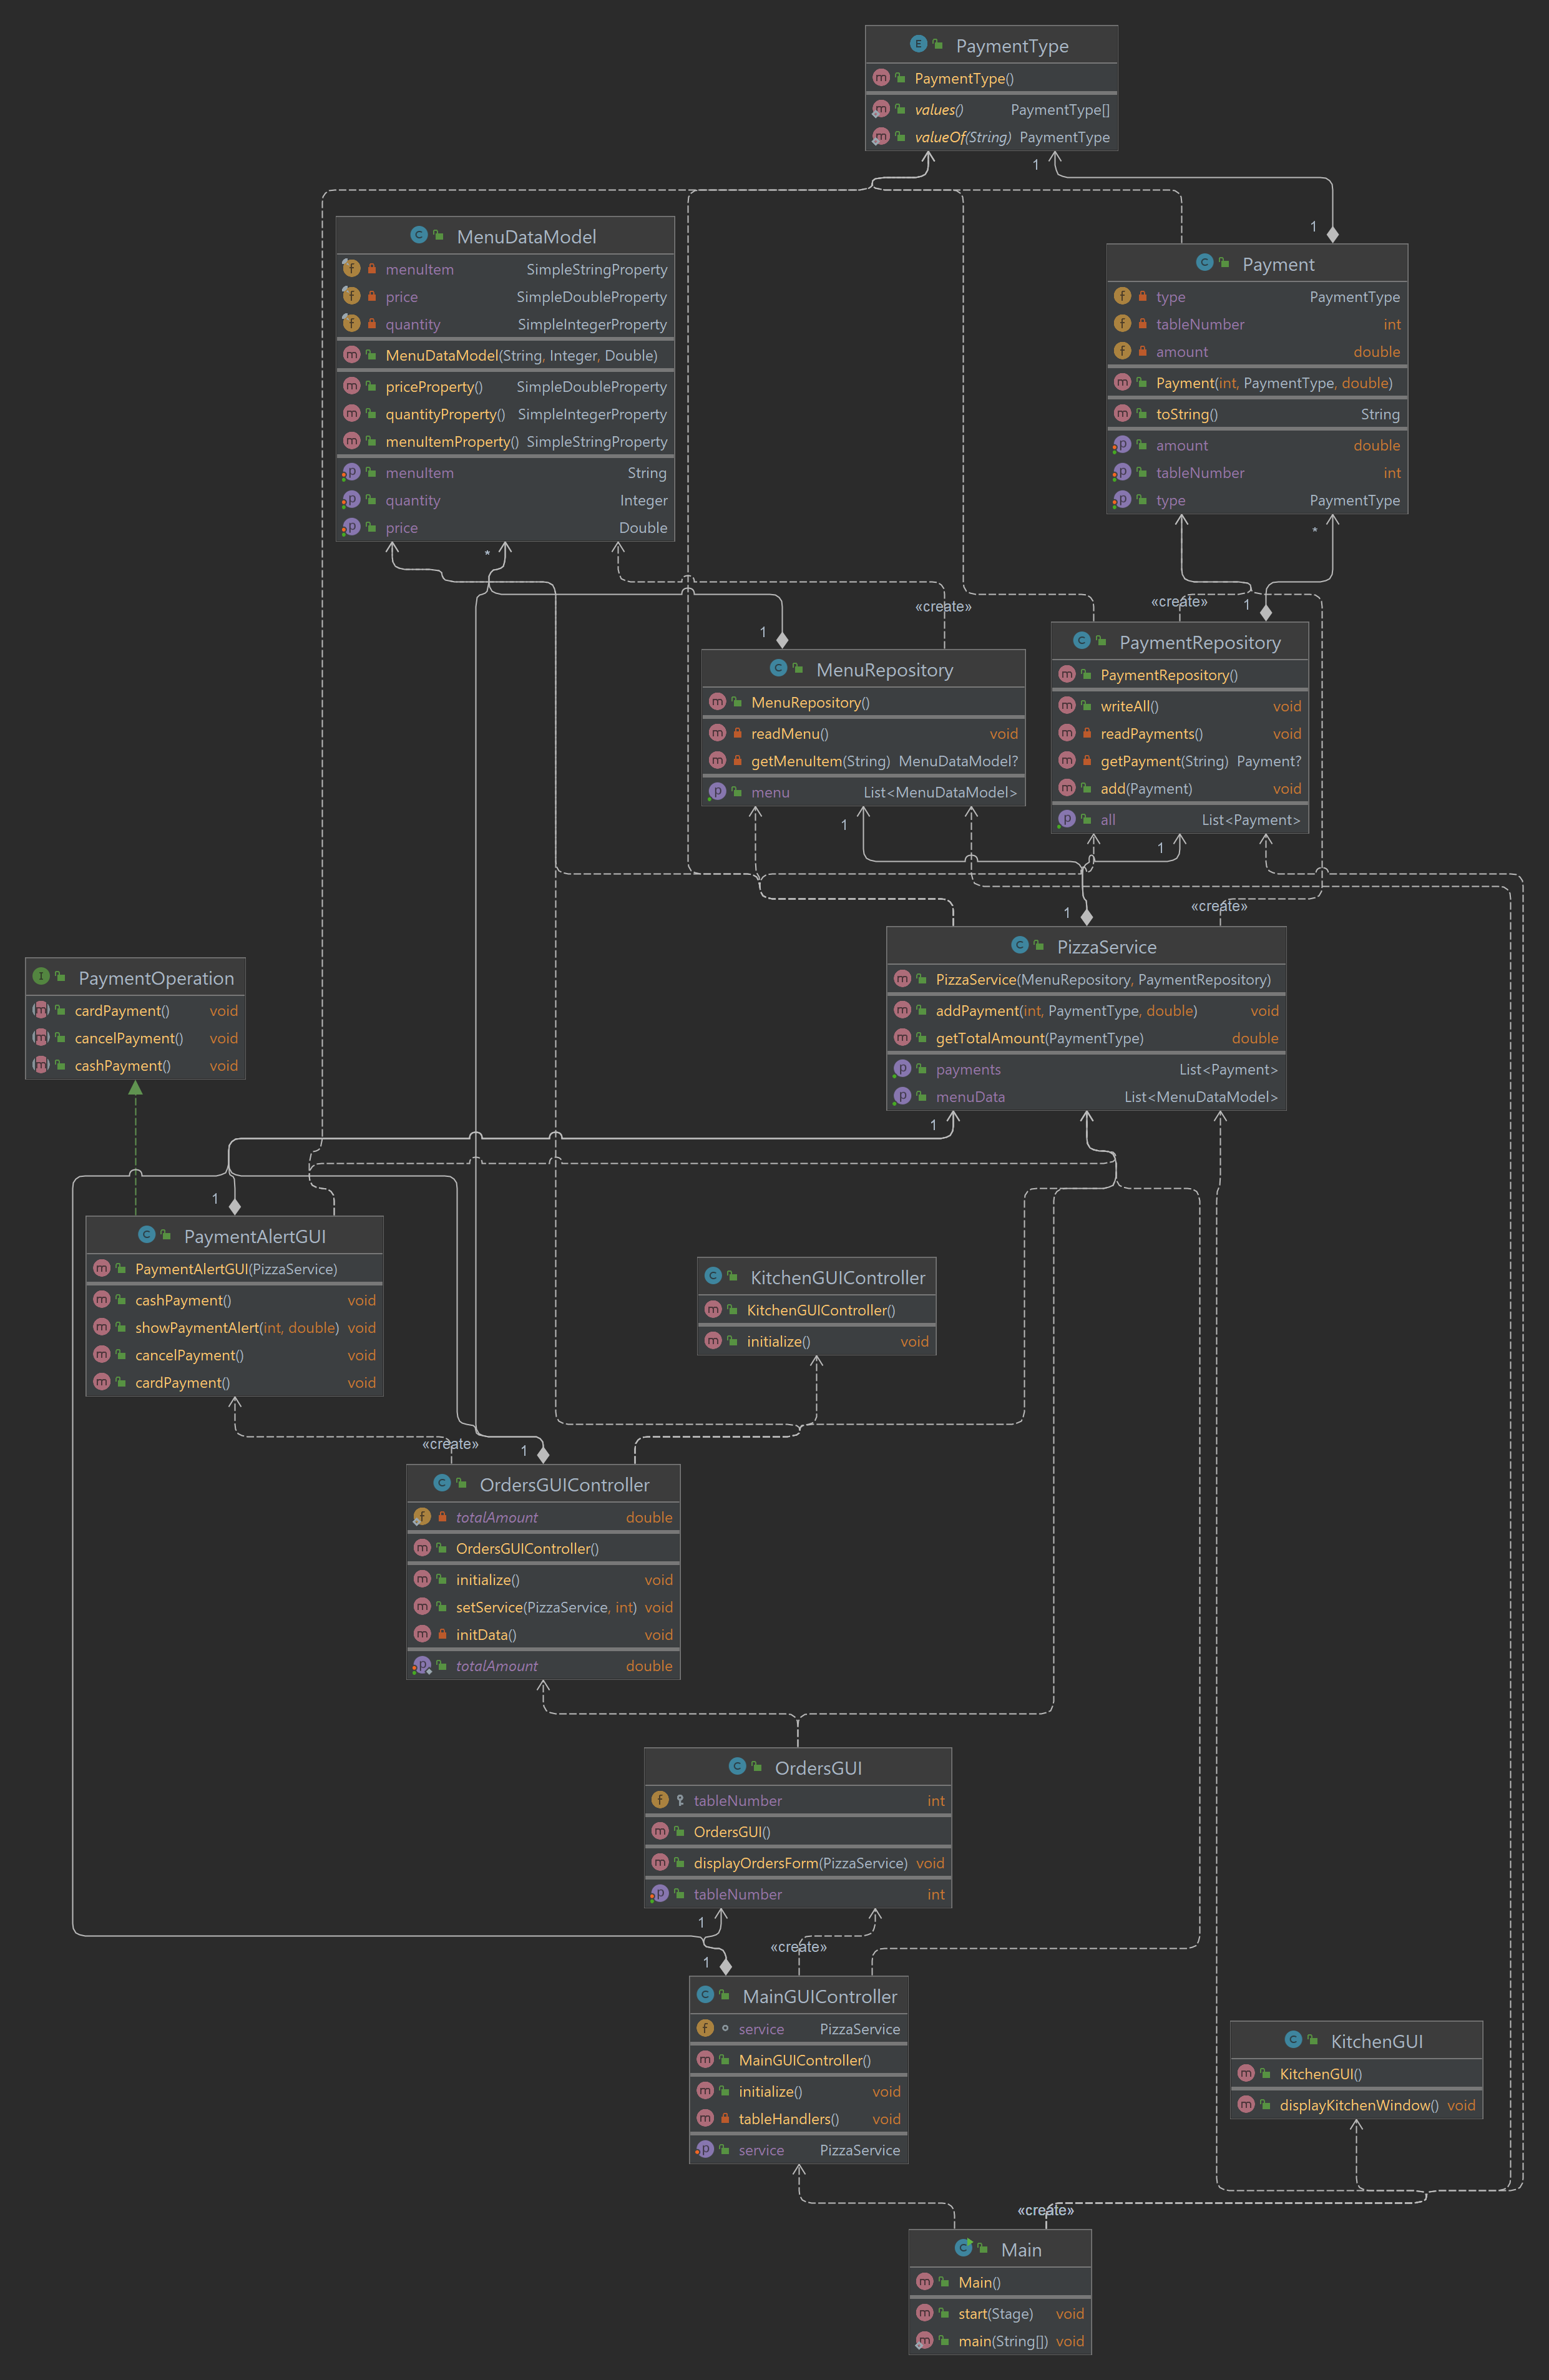 PaymentType
PaymentType()
values() PaymentType[]
valueOf(String) PaymentType
1
1
MenuDataModel
menuItem SimpleStringProperty
price SimpleDoubleProperty
quantity SimpleIntegerProperty
MenuDataModel(String, Integer, Double)
priceProperty() SimpleDoubleProperty
quantityProperty() SimpleIntegerProperty
menuItemProperty() SimpleStringProperty
menuItem String
quantity Integer
price Double
Payment
type PaymentType
tableNumber int
amount double
Payment(int, PaymentType, double)
toString() String
amount double
tableNumber int
type PaymentType
*
*
«create»
«create»
1
1
MenuRepository
MenuRepository()
readMenu() void
getMenuItem(String) MenuDataModel?
menu List<MenuDataModel>
PaymentRepository
PaymentRepository()
writeAll() void
readPayments() void
getPayment(String) Payment?
add(Payment) void
all List<Payment>
1
1
1
«create»
PizzaService
PizzaService(MenuRepository, PaymentRepository)
addPayment(int, PaymentType, double) void
getTotalAmount(PaymentType) double
payments List<Payment>
menuData List<MenuDataModel>
PaymentOperation
cardPayment() void
cancelPayment() void
cashPayment() void
1
1
PaymentAlertGUI
PaymentAlertGUI(PizzaService)
cashPayment() void
showPaymentAlert(int, double) void
cancelPayment() void
cardPayment() void
KitchenGUIController
KitchenGUIController()
initialize() void
«create»
1
OrdersGUIController
totalAmount double
OrdersGUIController()
initialize() void
setService(PizzaService, int) void
initData() void
totalAmount double
OrdersGUI
tableNumber int
OrdersGUI()
displayOrdersForm(PizzaService) void
tableNumber int
1
«create»
1
MainGUIController
service PizzaService
MainGUIController()
initialize() void
tableHandlers() void
service PizzaService
KitchenGUI
KitchenGUI()
displayKitchenWindow() void
«create»
Main
Main()
start(Stage) void
main(String[]) void